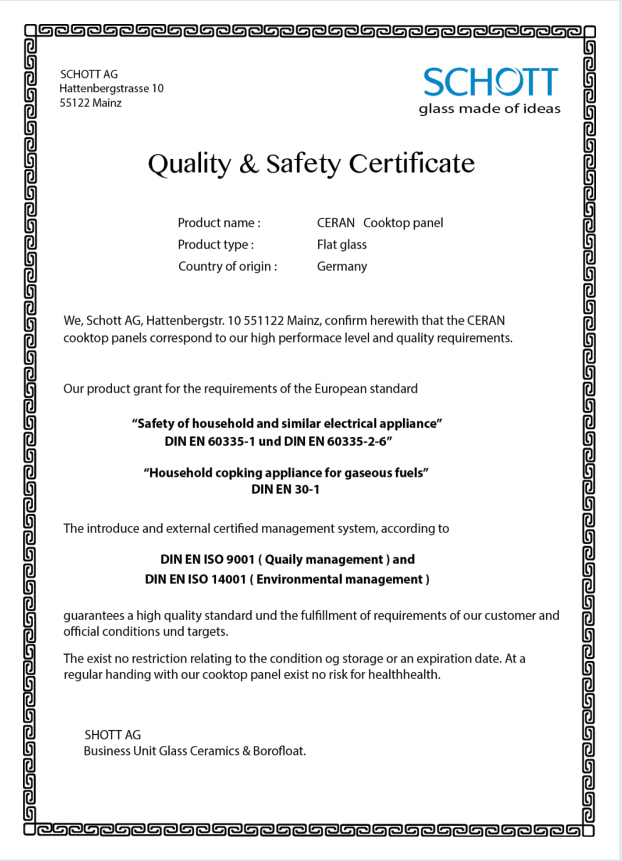 SCHOTT AG
Hattenbergstrasse 10
55122 Mainz
SCHOTT
glass made of ideas
Quality & Safety Certificate
Product name : CERAN Cooktop panel
Product type : Flat glass
Country of origin : Germany
We, Schott AG, Hattenbergstr. 10 551122 Mainz, confirm herewith that the CERAN
cooktop panels correspond to our high performace level and quality requirements.
Our product grant for the requirements of the European standard
“Safety of household and similar electrical appliance”
DIN EN 60335-1 und DIN EN 60335-2-6”
“Household copking appliance for gaseous fuels”
DIN EN 30-1
The introduce and external certified management system, according to
DIN EN ISO 9001 ( Quaily management ) and
DIN EN ISO 14001 ( Environmental management )
guarantees a high quality standard und the fulfillment of requirements of our customer and
official conditions und targets.
The exist no restriction relating to the condition og storage or an expiration date. At a
regular handing with our cooktop panel exist no risk for healthhealth.
SHOTT AG
Business Unit Glass Ceramics & Borofloat.